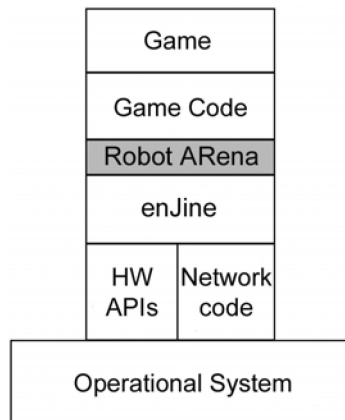 Game
Game Code
Robot ARena
enJine
HW
APIs
Network
code
Operational System